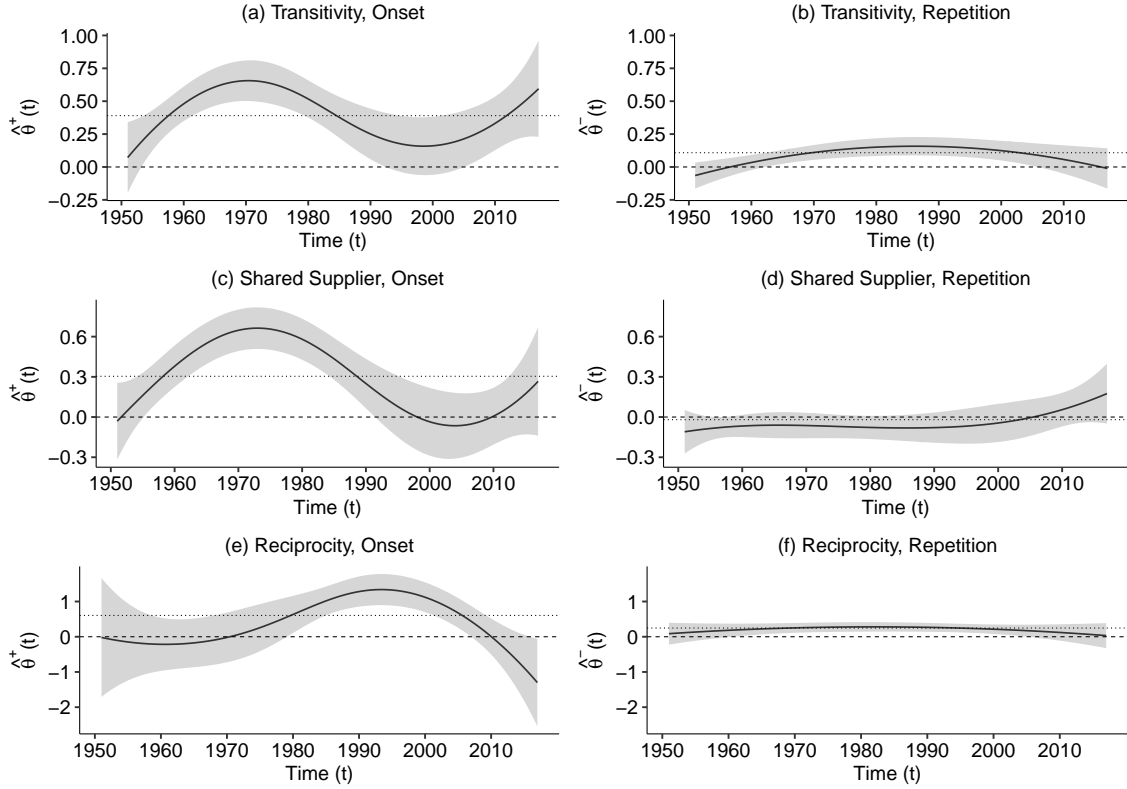 (a) Transitivity, Onset
1.00
0.75
0.50
0.25
0.00
−0.25
θ̂⁺(t)
1950 1960 1970 1980 1990 2000 2010
Time (t)
(b) Transitivity, Repetition
1.00
0.75
0.50
0.25
0.00
−0.25
θ̂⁻(t)
1950 1960 1970 1980 1990 2000 2010
Time (t)
(c) Shared Supplier, Onset
0.6
0.3
0.0
−0.3
θ̂⁺(t)
1950 1960 1970 1980 1990 2000 2010
Time (t)
(d) Shared Supplier, Repetition
0.6
0.3
0.0
−0.3
θ̂⁻(t)
1950 1960 1970 1980 1990 2000 2010
Time (t)
(e) Reciprocity, Onset
1
0
−1
−2
θ̂⁺(t)
1950 1960 1970 1980 1990 2000 2010
Time (t)
(f) Reciprocity, Repetition
1
0
−1
−2
θ̂⁻(t)
1950 1960 1970 1980 1990 2000 2010
Time (t)